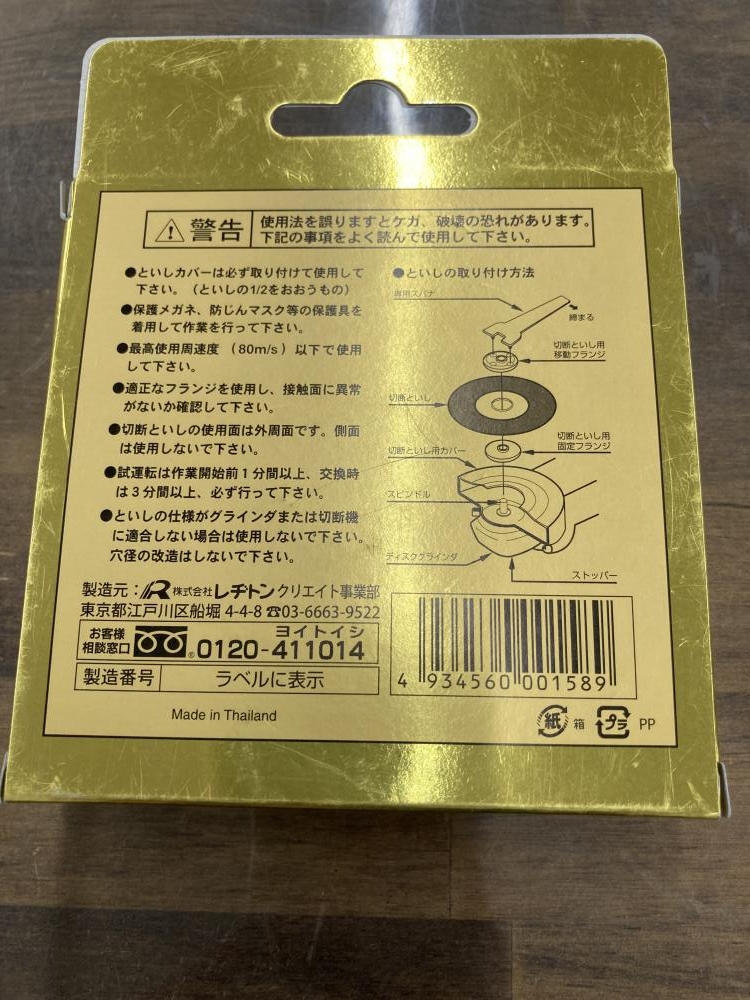 警告
使用法を誤りますとケガ、破壊の恐れがあります。
下記の事項をよく読んで使用して下さい。
●といしカバーは必ず取り付けて使用して
下さい。（といしの1/2をおおうもの）
●保護メガネ、防じんマスク等の保護具を
着用して作業を行って下さい。
●最高使用周速度（80m/s）以下で使用
して下さい。
●適正なフランジを使用し、接触面に異常
がないか確認して下さい。
●切断といしの使用面は外周面です。側面
は使用しないで下さい。
●試運転は作業開始前1分間以上、交換時
は3分間以上、必ず行って下さい。
●といしの仕様がグラインダまたは切断機
に適合しない場合は使用しないで下さい。
穴径の改造はしないで下さい。
●といしの取り付け方法
専用スパナ
締まる
切断といし用
移動フランジ
切断といし
切断といし用
固定フランジ
切断といし用カバー
スピンドル
ディスクグラインダ
ストッパー
製造元：R 株式会社レヂトン クリエイト事業部
東京都江戸川区船堀 4-4-8 ☎03-6663-9522
お客様
相談窓口
ヨイトイシ
®0120-411014
製造番号 ラベルに表示
4 934560 001589
Made in Thailand
紙 箱 プラ PP